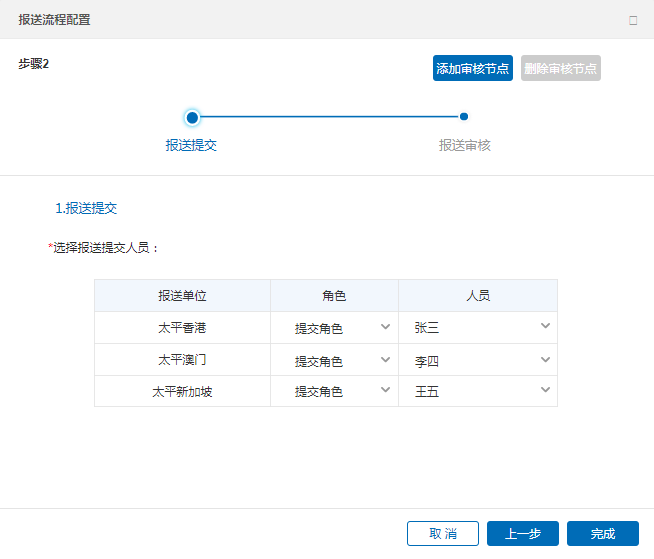 报送流程配置
步骤2
添加审核节点 删除审核节点
报送提交 报送审核
1.报送提交
*选择报送提交人员：
报送单位 角色 人员
太平香港 提交角色 张三
太平澳门 提交角色 李四
太平新加坡 提交角色 王五
取 消 上一步 完成